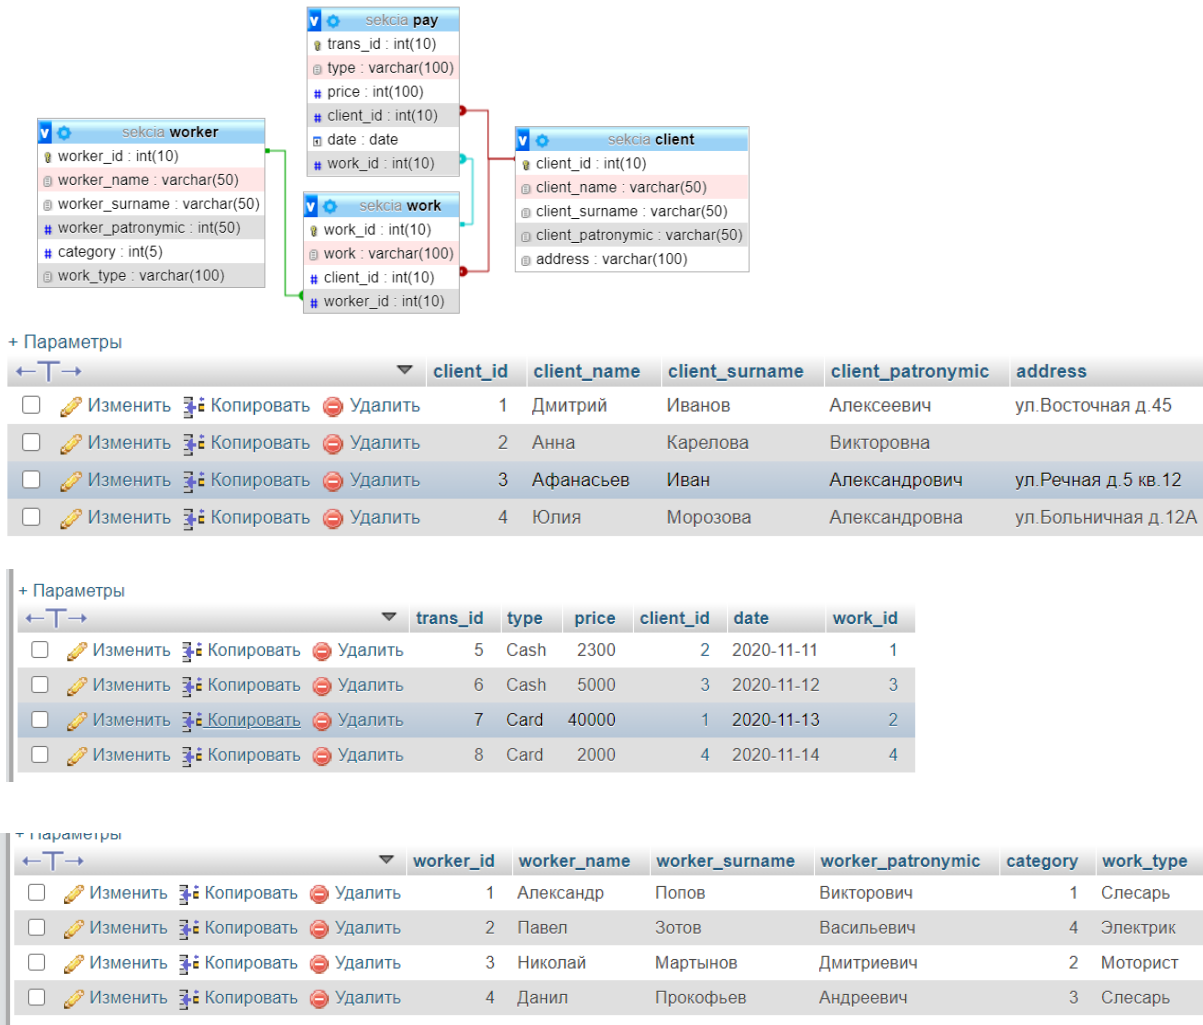 sekcia pay
trans_id : int(10)
type : varchar(100)
price : int(100)
client_id : int(10)
date : date
work_id : int(10)
sekcia worker
worker_id : int(10)
worker_name : varchar(50)
worker_surname : varchar(50)
worker_patronymic : int(50)
category : int(5)
work_type : varchar(100)
sekcia work
work_id : int(10)
work : varchar(100)
client_id : int(10)
worker_id : int(10)
sekcia client
client_id : int(10)
client_name : varchar(50)
client_surname : varchar(50)
client_patronymic : varchar(50)
address : varchar(100)
+ Параметры
client_id client_name client_surname client_patronymic address
Изменить Копировать Удалить 1 Дмитрий Иванов Алексеевич ул.Восточная д.45
Изменить Копировать Удалить 2 Анна Карелова Викторовна
Изменить Копировать Удалить 3 Афанасьев Иван Александрович ул.Речная д.5 кв.12
Изменить Копировать Удалить 4 Юлия Морозова Александровна ул.Больничная д.12А
+ Параметры
trans_id type price client_id date work_id
Изменить Копировать Удалить 5 Cash 2300 2 2020-11-11 1
Изменить Копировать Удалить 6 Cash 5000 3 2020-11-12 3
Изменить Копировать Удалить 7 Card 40000 1 2020-11-13 2
Изменить Копировать Удалить 8 Card 2000 4 2020-11-14 4
+ Параметры
worker_id worker_name worker_surname worker_patronymic category work_type
Изменить Копировать Удалить 1 Александр Попов Викторович 1 Слесарь
Изменить Копировать Удалить 2 Павел Зотов Васильевич 4 Электрик
Изменить Копировать Удалить 3 Николай Мартынов Дмитриевич 2 Моторист
Изменить Копировать Удалить 4 Данил Прокофьев Андреевич 3 Слесарь